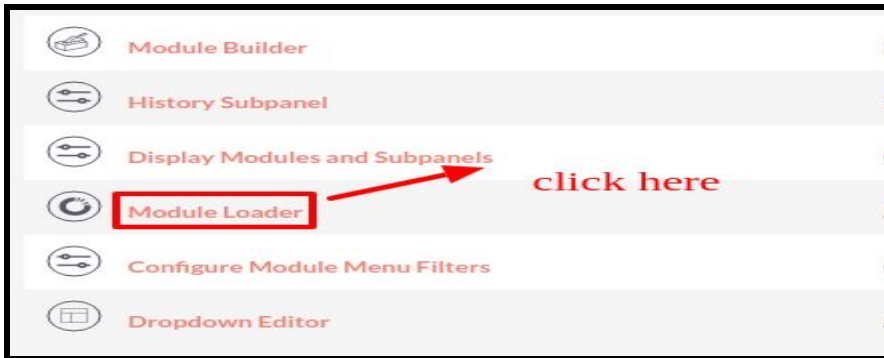 Module Builder
History Subpanel
Display Modules and Subpanels
click here
Module Loader
Configure Module Menu Filters
Dropdown Editor